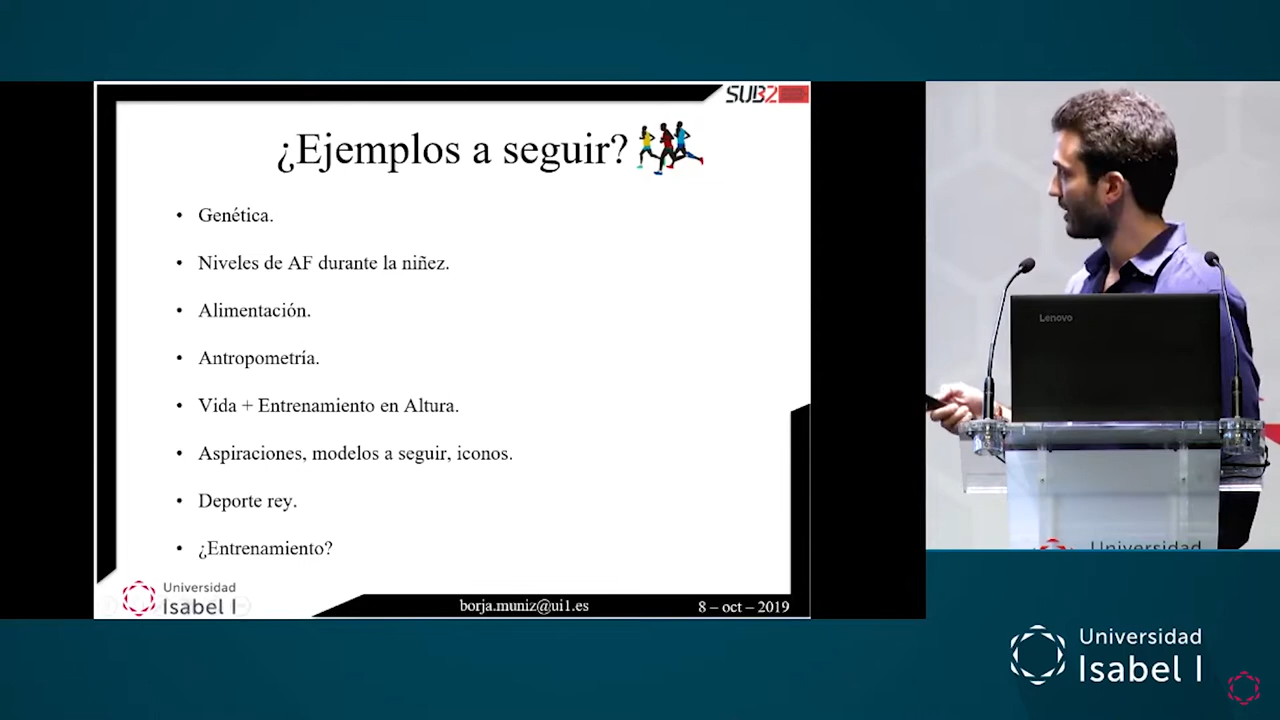 SUB2
¿Ejemplos a seguir?
• Genética.
• Niveles de AF durante la niñez.
• Alimentación.
• Antropometría.
• Vida + Entrenamiento en Altura.
• Aspiraciones, modelos a seguir, iconos.
• Deporte rey.
• ¿Entrenamiento?
Universidad
Isabel I
borja.muniz@ui1.es
8 – oct – 2019
Lenovo
Universidad
Universidad
Isabel I